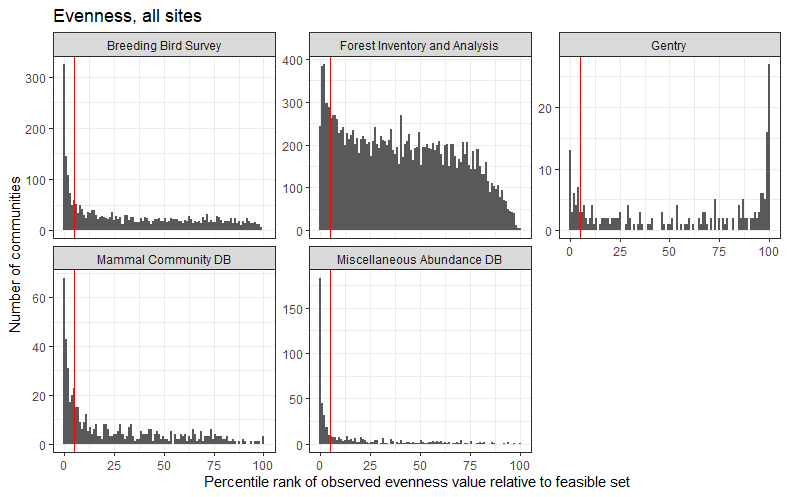 Evenness, all sites
Breeding Bird Survey
Forest Inventory and Analysis
Gentry
300
200
100
0
400
300
200
100
0
20
10
0
0 25 50 75 100
Mammal Community DB
Miscellaneous Abundance DB
60
40
20
0
150
100
50
0
0 25 50 75 100
0 25 50 75 100
Number of communities
Percentile rank of observed evenness value relative to feasible set